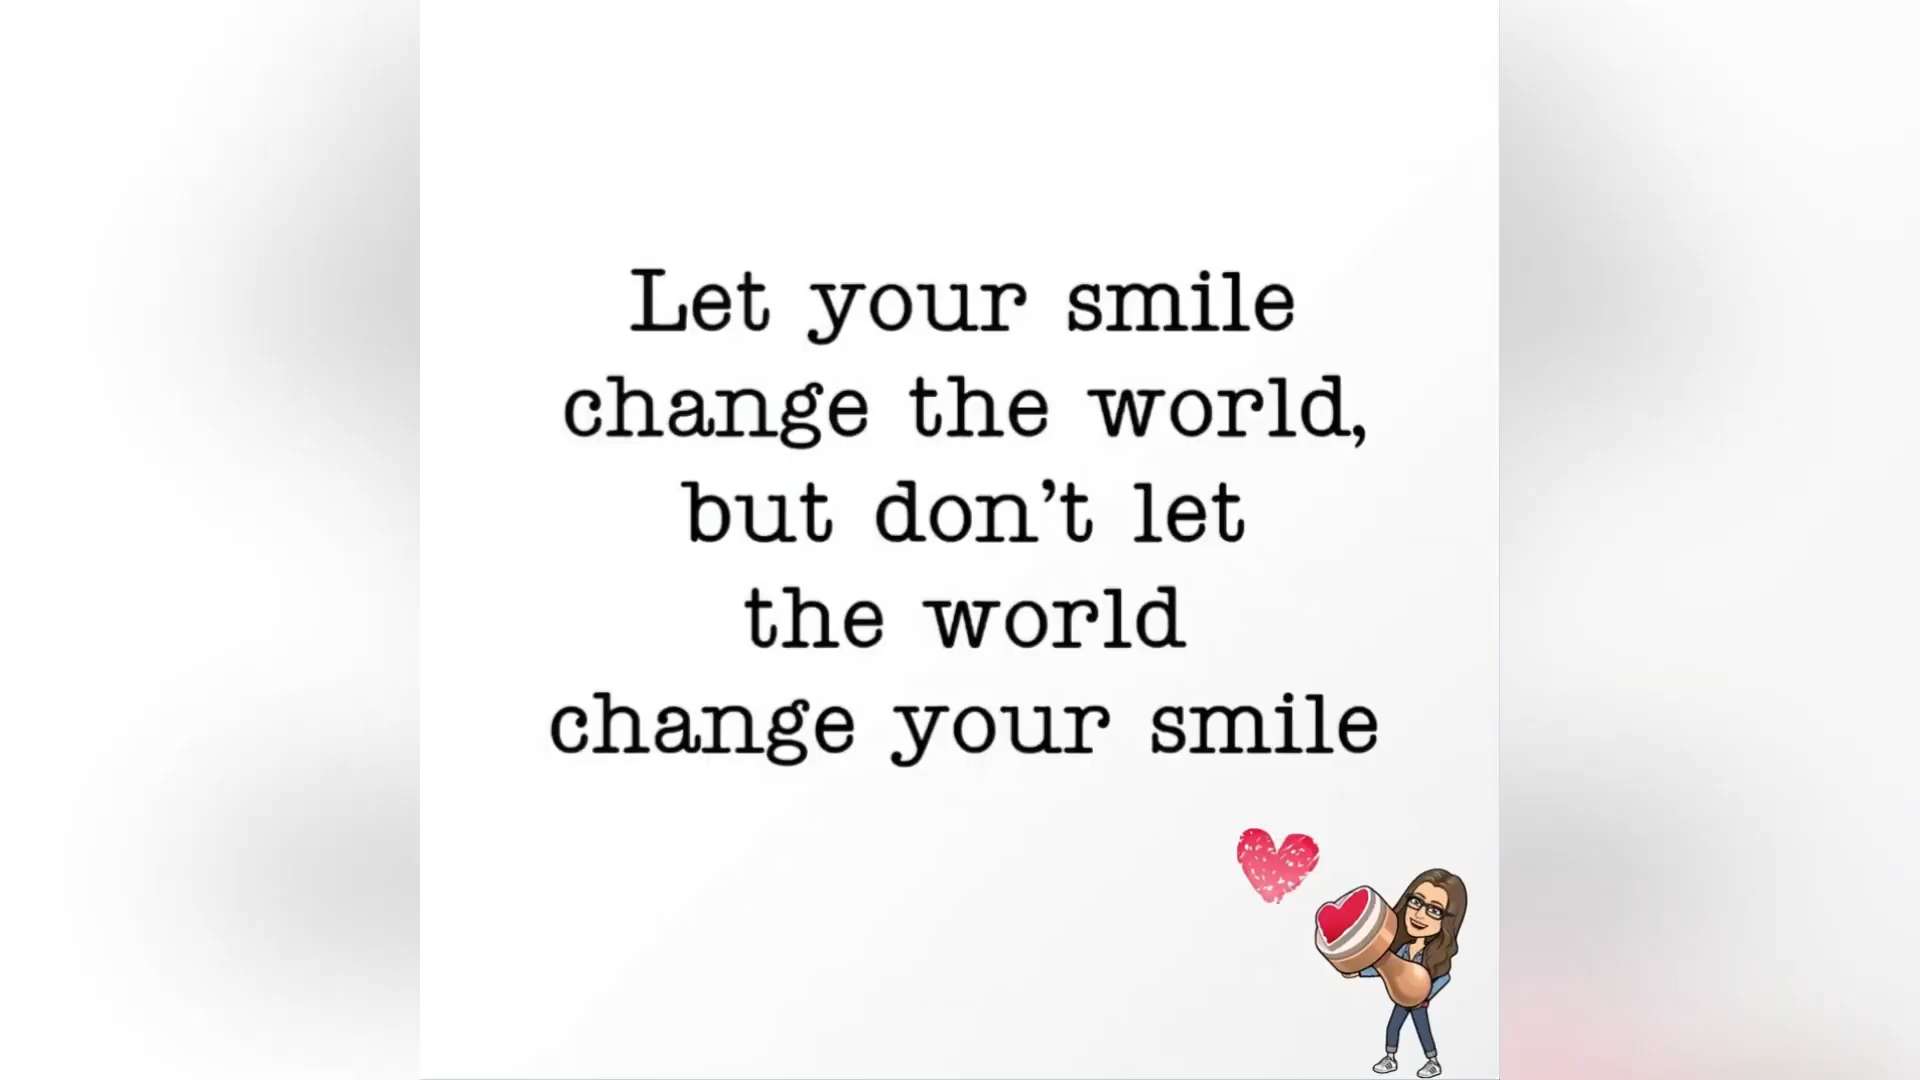 Let your smile
change the world,
but don’t let
the world
change your smile